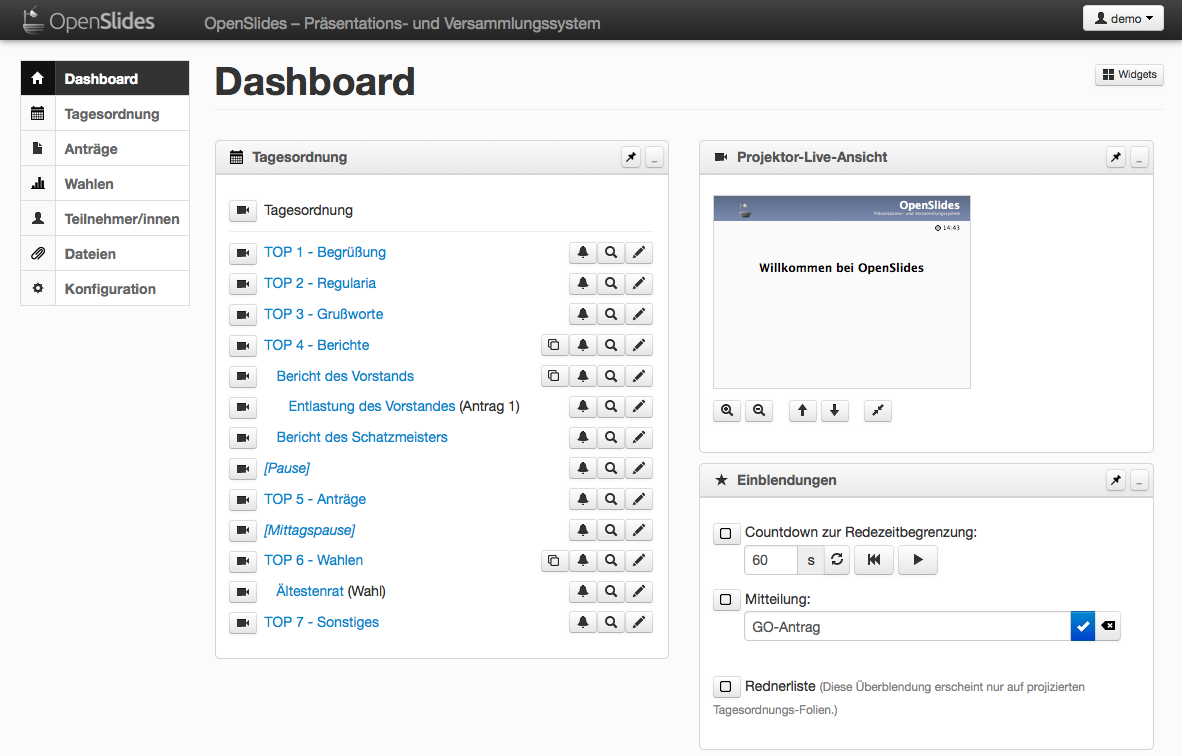 OpenSlides
OpenSlides – Präsentations- und Versammlungssystem
demo
Dashboard
Tagesordnung
Anträge
Wahlen
Teilnehmer/innen
Dateien
Konfiguration
Dashboard
Widgets
Tagesordnung
Tagesordnung
TOP 1 - Begrüßung
TOP 2 - Regularia
TOP 3 - Grußworte
TOP 4 - Berichte
Bericht des Vorstands
Entlastung des Vorstandes (Antrag 1)
Bericht des Schatzmeisters
[Pause]
TOP 5 - Anträge
[Mittagspause]
TOP 6 - Wahlen
Ältestenrat (Wahl)
TOP 7 - Sonstiges
Projektor-Live-Ansicht
OpenSlides
Präsentations- und Versammlungssystem
14:43
Willkommen bei OpenSlides
Einblendungen
Countdown zur Redezeitbegrenzung:
60 s
Mitteilung:
GO-Antrag
Rednerliste (Diese Überblendung erscheint nur auf projizierten
Tagesordnungs-Folien.)